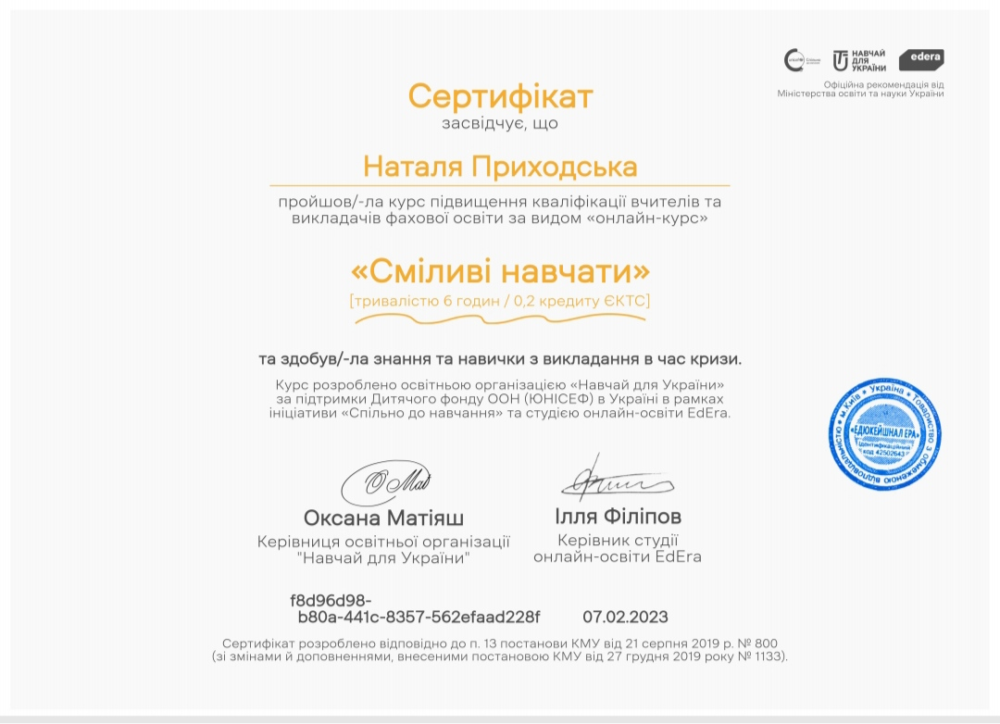 unicef
Спільно
до навчання
НАВЧАЙ
ДЛЯ
УКРАЇНИ
edera
Офіційна рекомендація від
Міністерства освіти та науки України
Сертифікат
засвідчує, що
Наталя Приходська
пройшов/-ла курс підвищення кваліфікації вчителів та
викладачів фахової освіти за видом «онлайн-курс»
«Сміливі навчати»
[тривалістю 6 годин / 0,2 кредиту ЄКТС]
та здобув/-ла знання та навички з викладання в час кризи.
Курс розроблено освітньою організацією «Навчай для України»
за підтримки Дитячого фонду ООН (ЮНІСЕФ) в Україні в рамках
ініціативи «Спільно до навчання» та студією онлайн-освіти EdEra.
м.Київ * Україна * Товариство з обмеженою відповідальністю *
«ЕДЮКЕЙШНАЛ ЕРА»
Ідентифікаційний
код 42502643
Оксана Матіяш
Керівниця освітньої організації
"Навчай для України"
Ілля Філіпов
Керівник студії
онлайн-освіти EdEra
f8d96d98-
b80a-441c-8357-562efaad228f
07.02.2023
Сертифікат розроблено відповідно до п. 13 постанови КМУ від 21 серпня 2019 р. № 800
(зі змінами й доповненнями, внесеними постановою КМУ від 27 грудня 2019 року № 1133).